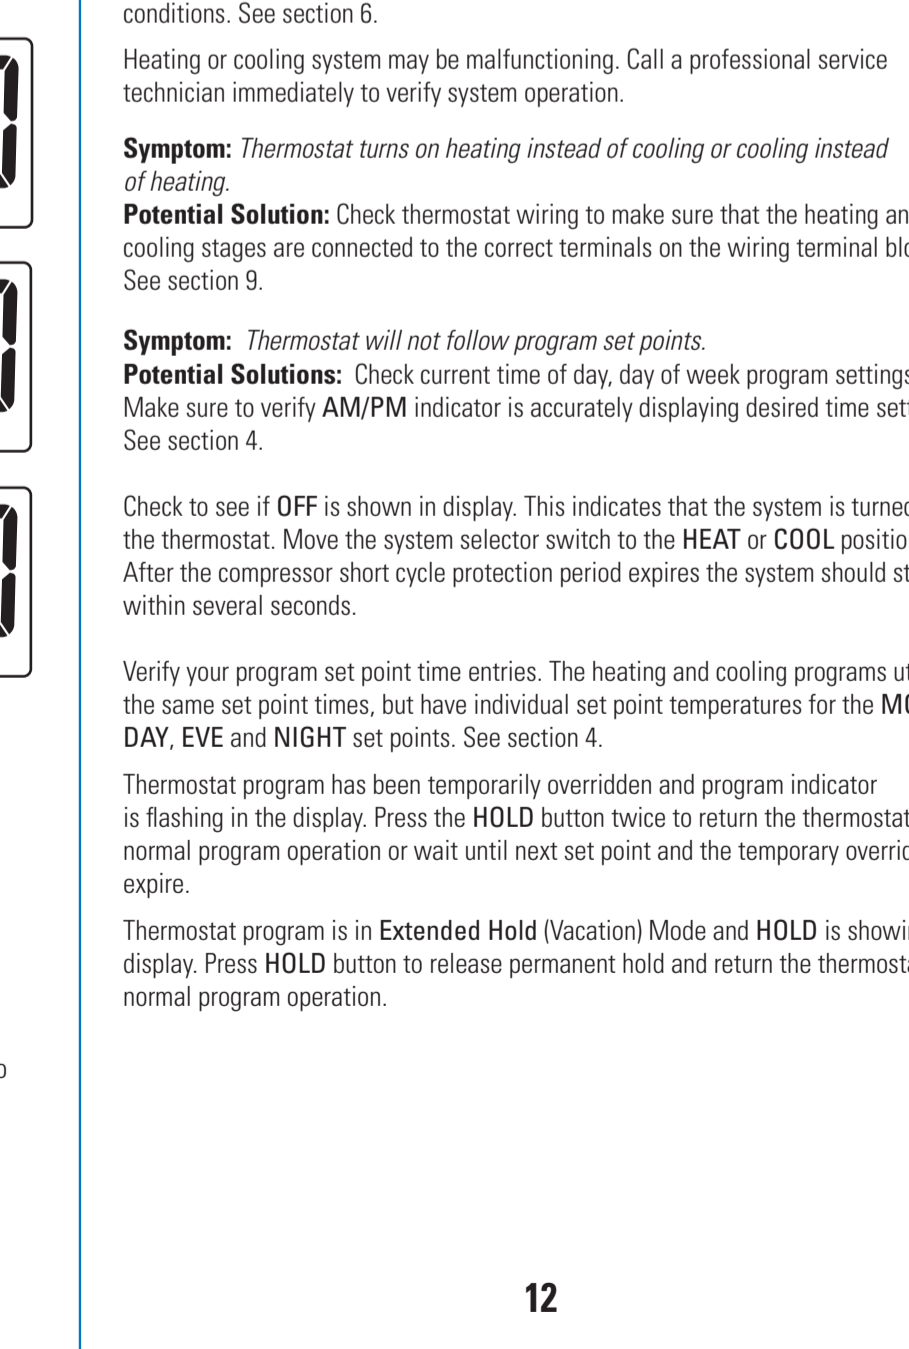 conditions. See section 6.
Heating or cooling system may be malfunctioning. Call a professional service
technician immediately to verify system operation.
Symptom: Thermostat turns on heating instead of cooling or cooling instead
of heating.
Potential Solution: Check thermostat wiring to make sure that the heating
cooling stages are connected to the correct terminals on the wiring terminal
See section 9.
Symptom: Thermostat will not follow program set points.
Potential Solutions: Check current time of day, day of week program settings
Make sure to verify AM/PM indicator is accurately displaying desired time
See section 4.
Check to see if OFF is shown in display. This indicates that the system is turned
the thermostat. Move the system selector switch to the HEAT or COOL
After the compressor short cycle protection period expires the system should
within several seconds.
Verify your program set point time entries. The heating and cooling programs
the same set point times, but have individual set point temperatures for the
DAY, EVE and NIGHT set points. See section 4.
Thermostat program has been temporarily overridden and program indicator
is flashing in the display. Press the HOLD button twice to return the thermostat
normal program operation or wait until next set point and the temporary
expire.
Thermostat program is in Extended Hold (Vacation) Mode and HOLD is
display. Press HOLD button to release permanent hold and return the
normal program operation.
12